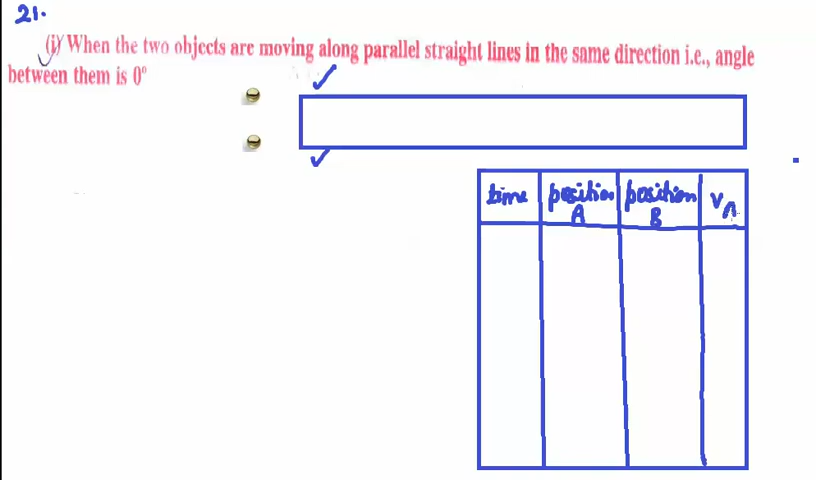 21.
(i) When the two objects are moving along parallel straight lines in the same direction i.e., angle
between them is 0°
time position A position B V A